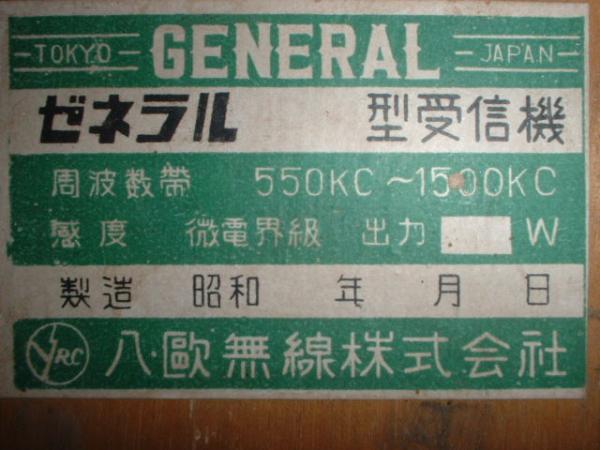 TOKYO GENERAL JAPAN
ゼネラル 型受信機
周波数帯 550KC～1500KC
感度 微電界級 出力 W
製造 昭和 年 月 日
YRC 八欧無線株式会社